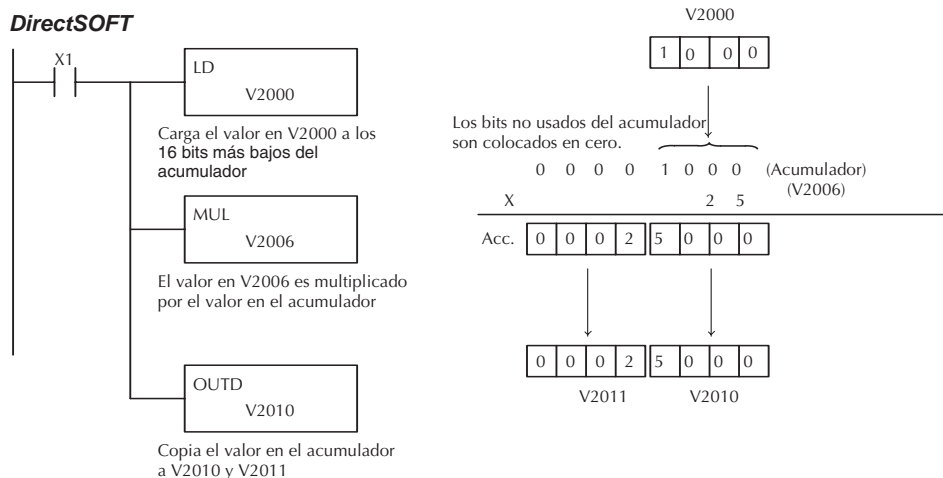 DirectSOFT
X1
LD
V2000
Carga el valor en V2000 a los
16 bits más bajos del
acumulador
MUL
V2006
El valor en V2006 es multiplicado
por el valor en el acumulador
OUTD
V2010
Copia el valor en el acumulador
a V2010 y V2011
V2000
1 0 0 0
Los bits no usados del acumulador
son colocados en cero.
0 0 0 0 1 0 0 0 (Acumulador)
(V2006)
X 2 5
Acc. 0 0 0 2 5 0 0 0
0 0 0 2 5 0 0 0
V2011 V2010